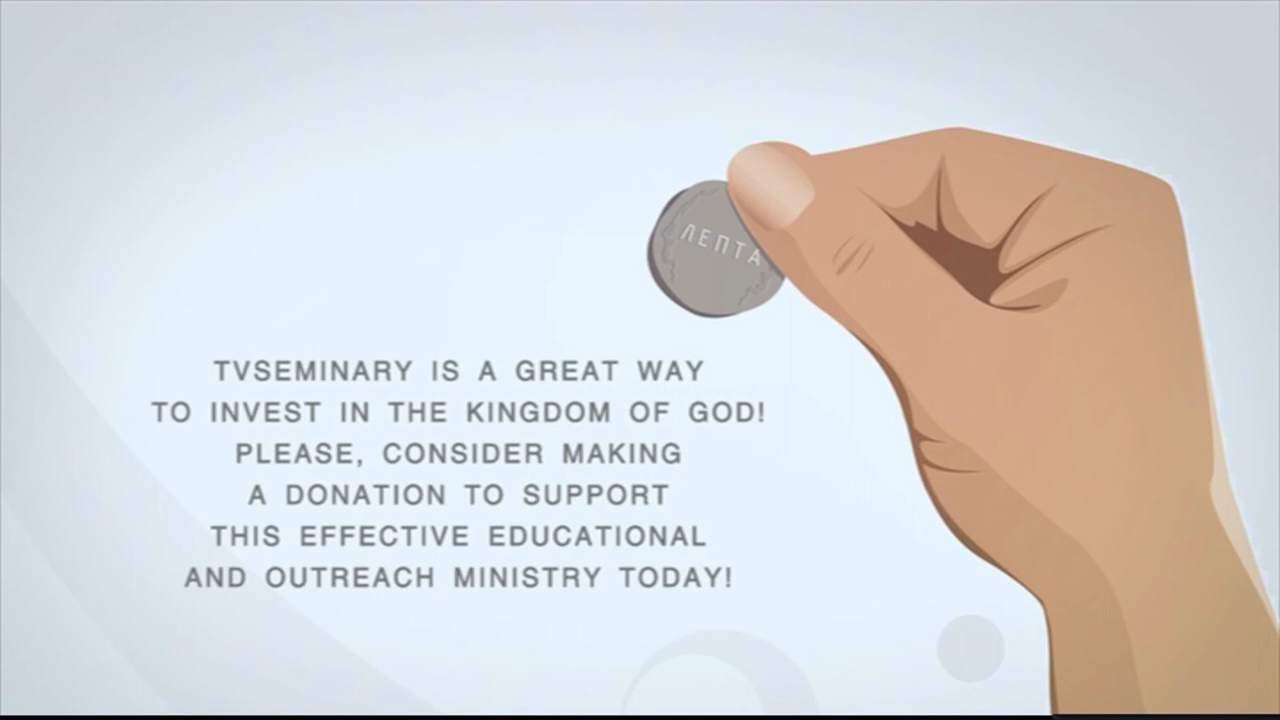 ΛΕΠΤΑ
TVSEMINARY IS A GREAT WAY
TO INVEST IN THE KINGDOM OF GOD!
PLEASE, CONSIDER MAKING
A DONATION TO SUPPORT
THIS EFFECTIVE EDUCATIONAL
AND OUTREACH MINISTRY TODAY!